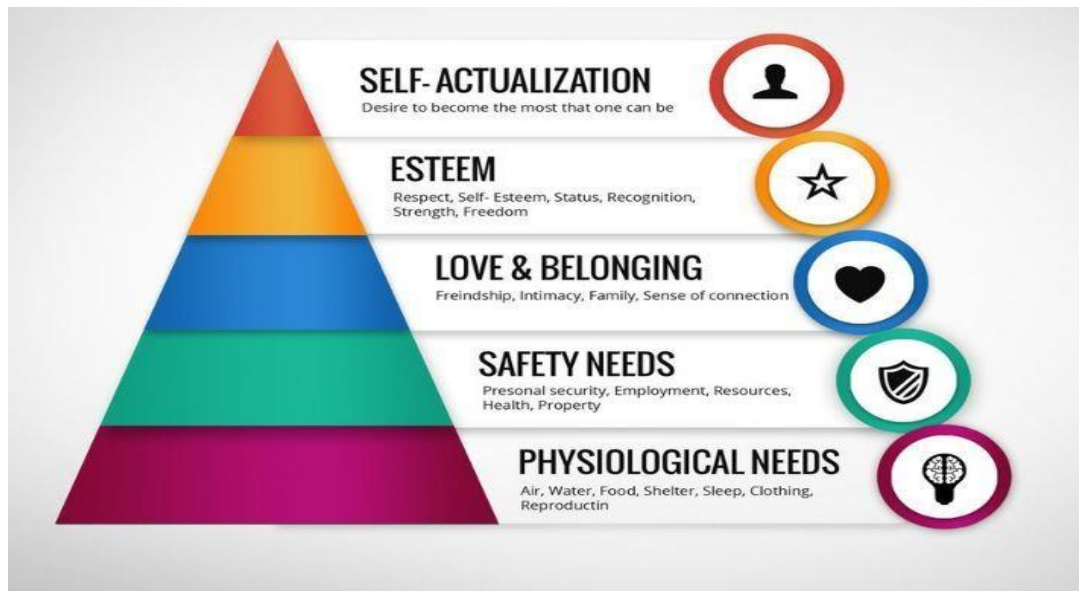 SELF- ACTUALIZATION
Desire to become the most that one can be
ESTEEM
Respect, Self- Esteem, Status, Recognition,
Strength, Freedom
LOVE & BELONGING
Freindship, Intimacy, Family, Sense of connection
SAFETY NEEDS
Presonal security, Employment, Resources,
Health, Property
PHYSIOLOGICAL NEEDS
Air, Water, Food, Shelter, Sleep, Clothing,
Reproductin